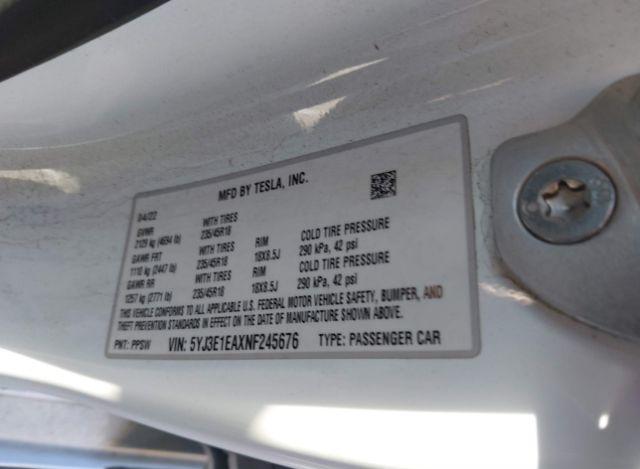 MFD BY TESLA, INC.
04/22
GVWR WITH TIRES
2129 kg (4694 lb) 235/45R18 RIM COLD TIRE PRESSURE
GAWR FRT WITH TIRES 18X8.5J 290 kPa, 42 psi
1110 kg (2447 lb) 235/45R18 RIM COLD TIRE PRESSURE
GAWR RR WITH TIRES 18X8.5J 290 kPa, 42 psi
1257 kg (2771 lb) 235/45R18
THIS VEHICLE CONFORMS TO ALL APPLICABLE U.S. FEDERAL MOTOR VEHICLE SAFETY, BUMPER, AND
THEFT PREVENTION STANDARDS IN EFFECT ON THE DATE OF MANUFACTURE SHOWN ABOVE.
PNT: PPSW VIN: 5YJ3E1EAXNF245676 TYPE: PASSENGER CAR